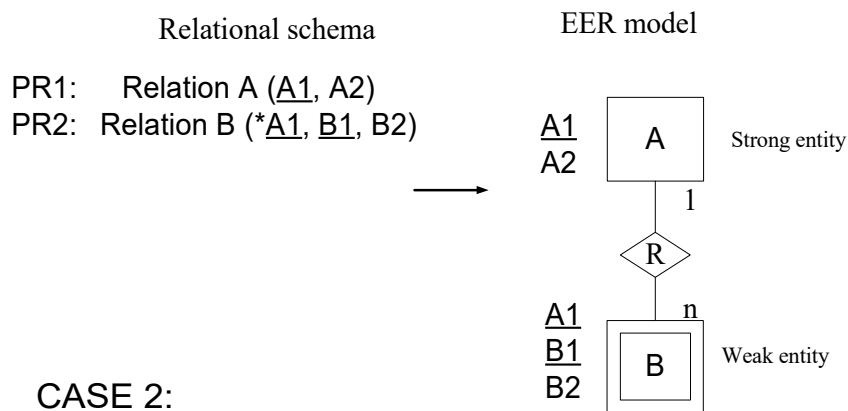 Relational schema
EER model
PR1: Relation A (A1, A2)
PR2: Relation B (*A1, B1, B2)
A1
A2
A
Strong entity
1
R
n
A1
B1
B2
B
Weak entity
CASE 2: